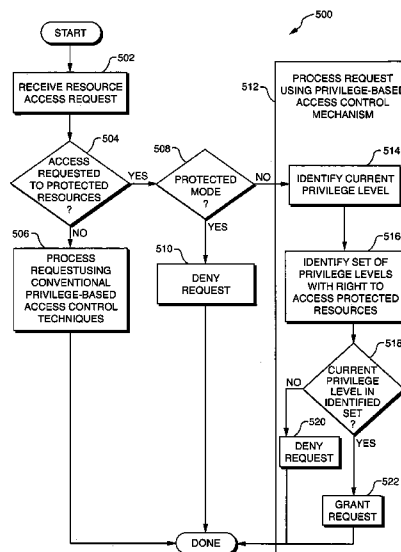 500
START
502
RECEIVE RESOURCE
ACCESS REQUEST
504
ACCESS
REQUESTED
TO PROTECTED
RESOURCES
?
YES
NO
506
PROCESS
REQUESTUSING
CONVENTIONAL
PRIVILEGE-BASED
ACCESS CONTROL
TECHNIQUES
508
PROTECTED
MODE
?
NO
YES
510
DENY
REQUEST
512
PROCESS REQUEST
USING PRIVILEGE-BASED
ACCESS CONTROL
MECHANISM
514
IDENTIFY CURRENT
PRIVILEGE LEVEL
516
IDENTIFY SET OF
PRIVILEGE LEVELS
WITH RIGHT TO
ACCESS PROTECTED
RESOURCES
518
CURRENT
PRIVILEGE
LEVEL IN
IDENTIFIED
SET
?
NO
YES
520
DENY
REQUEST
522
GRANT
REQUEST
DONE